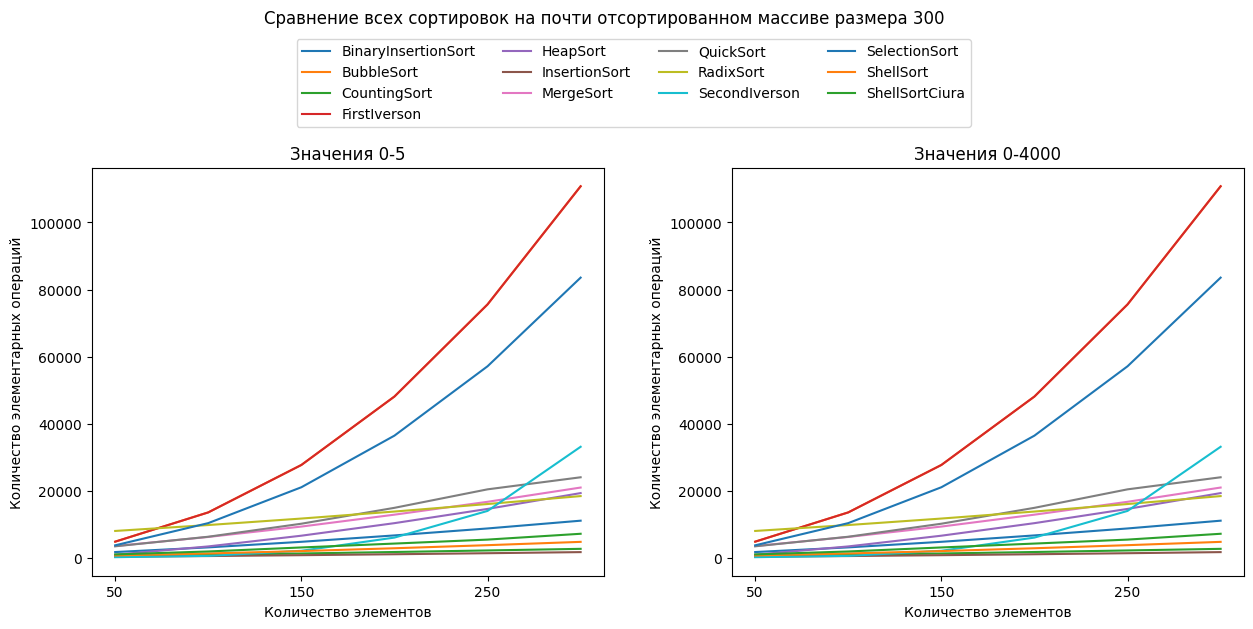 Сравнение всех сортировок на почти отсортированном массиве размера 300
BinaryInsertionSort HeapSort QuickSort SelectionSort
BubbleSort InsertionSort RadixSort ShellSort
CountingSort MergeSort SecondIverson ShellSortCiura
FirstIverson
Значения 0-5
Количество элементарных операций
100000
80000
60000
40000
20000
0
50 150 250
Количество элементов
Значения 0-4000
Количество элементарных операций
100000
80000
60000
40000
20000
0
50 150 250
Количество элементов